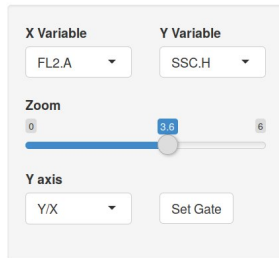 X Variable Y Variable
FL2.A SSC.H
Zoom
0 3.6 6
Y axis
Y/X Set Gate